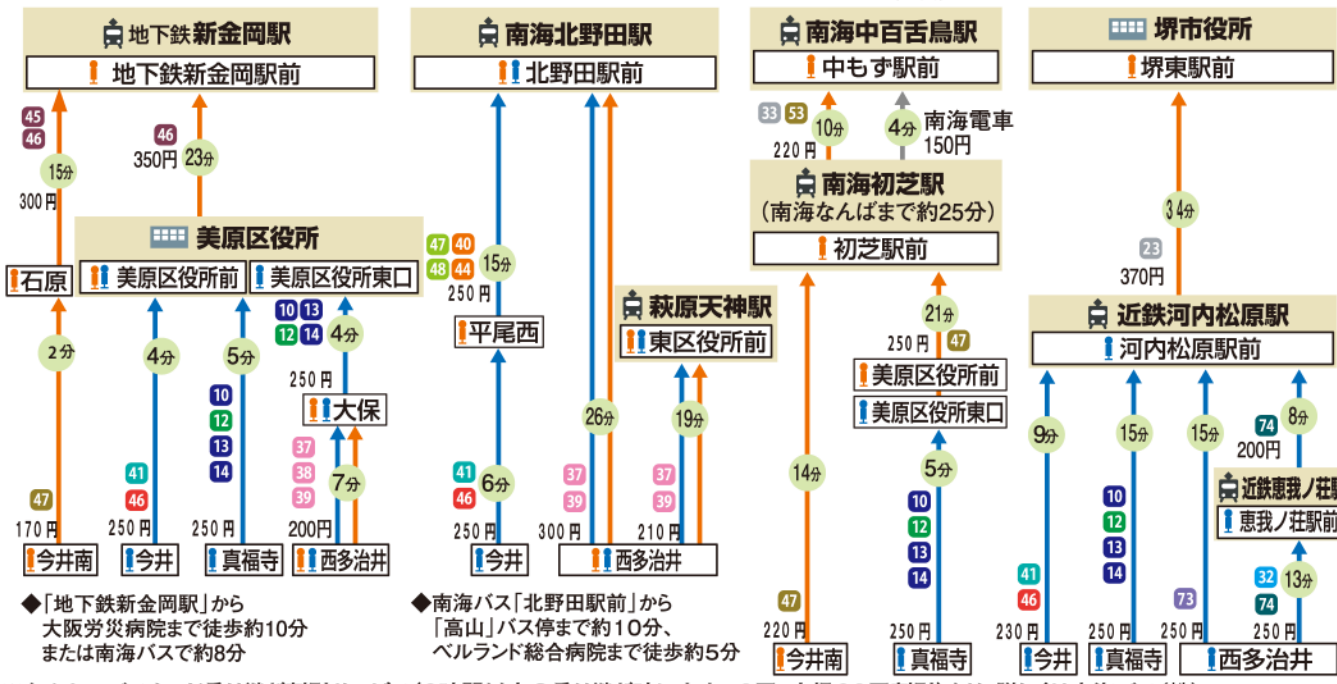 地下鉄新金岡駅
地下鉄新金岡駅前
45
46
15分
300円
46
350円
23分
美原区役所
石原
美原区役所前
美原区役所東口
2分
4分
5分
10 13
12 14
4分
250円
大保
10
12
13
14
37
38
39
7分
47
41
46
170円
250円
250円
200円
今井南
今井
真福寺
西多治井
◆「地下鉄新金岡駅」から
大阪労災病院まで徒歩約10分
または南海バスで約8分
南海北野田駅
北野田駅前
47 40
48 44
15分
250円
平尾西
萩原天神駅
東区役所前
26分
19分
41
46
6分
37
39
37
39
250円
300円
210円
今井
西多治井
◆南海バス「北野田駅前」から
「高山」バス停まで約10分、
ベルランド総合病院まで徒歩約5分
南海中百舌鳥駅
中もず駅前
33 53
10分
220円
4分
南海電車
150円
南海初芝駅
(南海なんばまで約25分)
初芝駅前
21分
250円 47
美原区役所前
美原区役所東口
14分
5分
10
12
13
14
47
220円
250円
今井南
真福寺
堺市役所
堺東駅前
34分
23
370円
近鉄河内松原駅
河内松原駅前
9分
15分
15分
8分
74
200円
近鉄恵我ノ荘駅
恵我ノ荘駅前
10
12
13
14
41
46
73
32
74
13分
230円
250円
250円
250円
今井
真福寺
西多治井